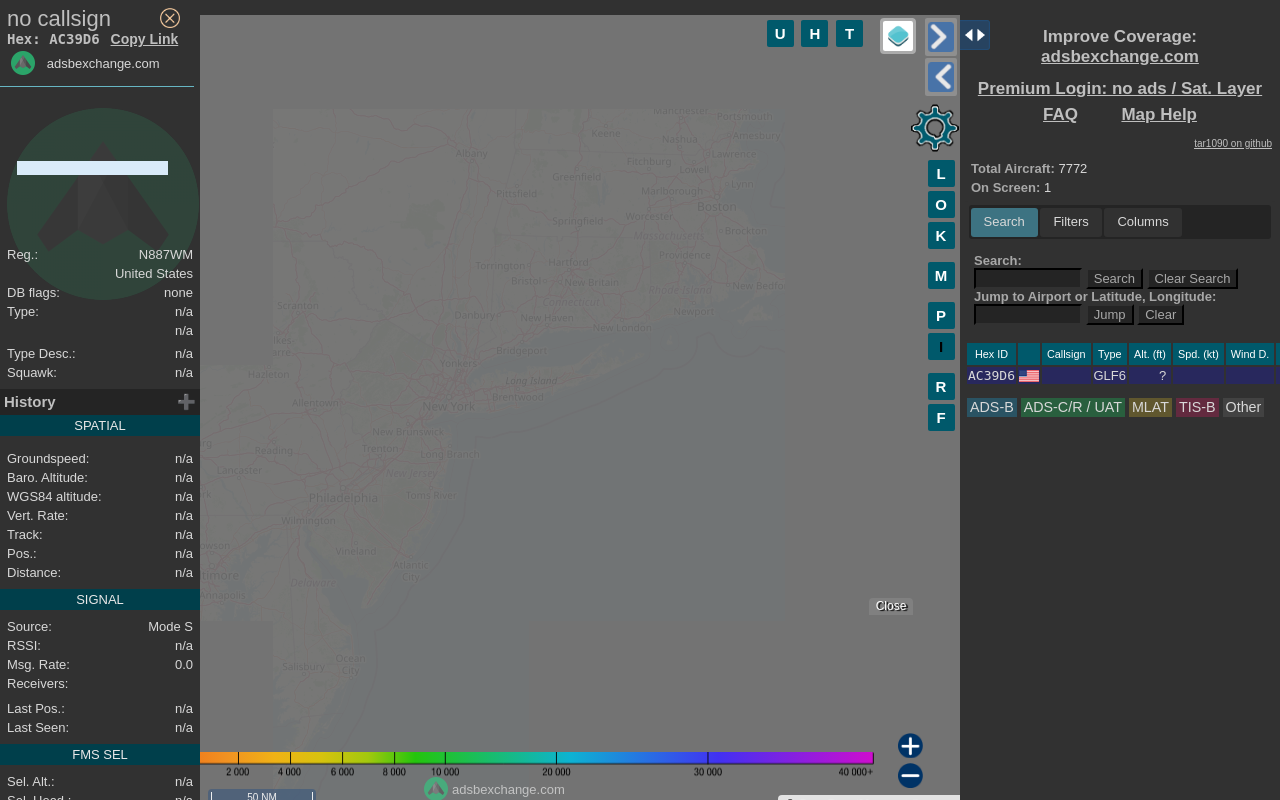 no callsign
Hex: AC39D6 Copy Link
adsbexchange.com
Reg.: N887WM
United States
DB flags: none
Type: n/a
n/a
Type Desc.: n/a
Squawk: n/a
History
SPATIAL
Groundspeed: n/a
Baro. Altitude: n/a
WGS84 altitude: n/a
Vert. Rate: n/a
Track: n/a
Pos.: n/a
Distance: n/a
SIGNAL
Source: Mode S
RSSI: n/a
Msg. Rate: 0.0
Receivers:
Last Pos.: n/a
Last Seen: n/a
FMS SEL
Sel. Alt.: n/a
U H T
L
O
K
M
P
I
R
F
Manchester
Portsmouth
Keene
Nashua
Amesbury
Albany
Fitchburg
Lawrence
Greenfield
Lowell
Pittsfield
Marlborough
Lynn
Springfield
Worcester
Boston
Massachusetts
Brockton
Torrington
Hartford
Providence
Bristol
New Britain
Scranton
Connecticut
New Bedfo
Danbury
New Haven
Newport
New London
Bridgeport
Yonkers
Hazleton
Long Island
Allentown
New York
Brentwood
New Brunswick
Reading
Trenton
Long Branch
Lancaster
New Jersey
Philadelphia
Toms River
Wilmington
Vineland
Atlantic
City
Delaware
Annapolis
Salisbury
Ocean
City
Close
2 000 4 000 6 000 8 000 10 000 20 000 30 000 40 000+
adsbexchange.com
50 NM
Improve Coverage:
adsbexchange.com
Premium Login: no ads / Sat. Layer
FAQ Map Help
tar1090 on github
Total Aircraft: 7772
On Screen: 1
Search Filters Columns
Search:
Search Clear Search
Jump to Airport or Latitude, Longitude:
Jump Clear
Hex ID Callsign Type Alt. (ft) Spd. (kt) Wind D.
AC39D6 GLF6 ?
ADS-B ADS-C/R / UAT MLAT TIS-B Other